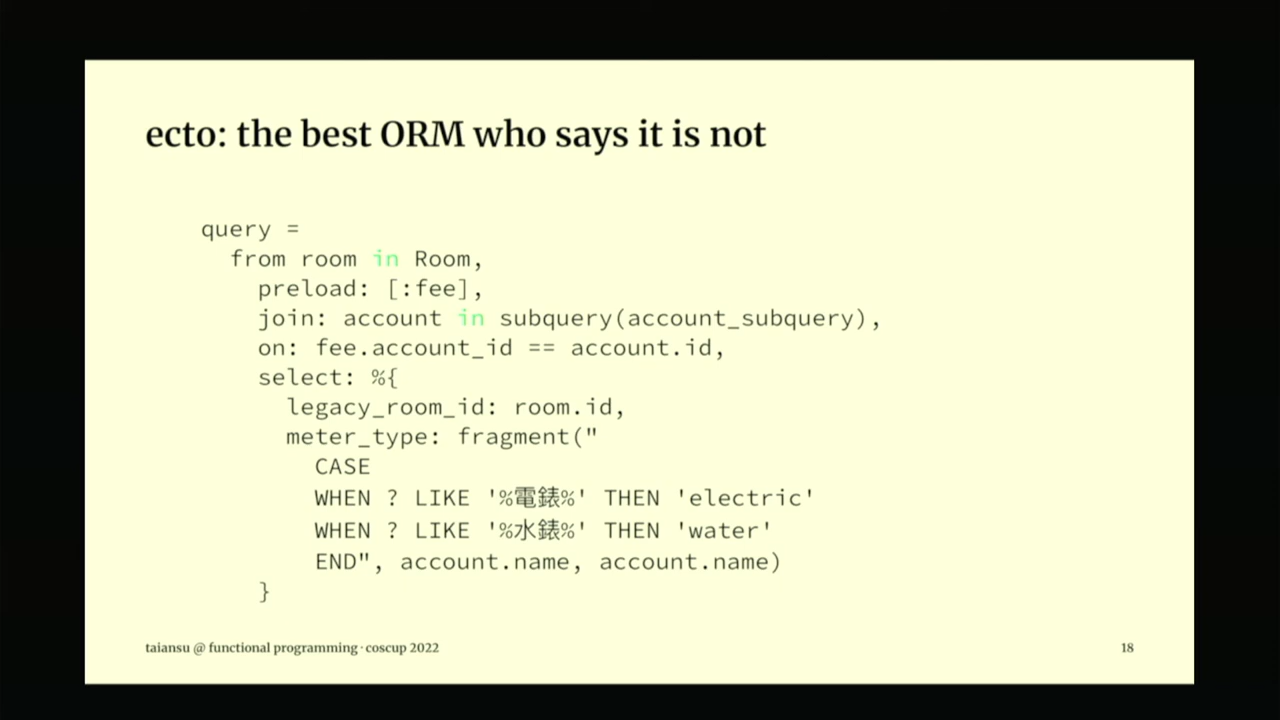 ecto: the best ORM who says it is not
query =
from room in Room,
preload: [:fee],
join: account in subquery(account_subquery),
on: fee.account_id == account.id,
select: %{
legacy_room_id: room.id,
meter_type: fragment("
CASE
WHEN ? LIKE '%電錶%' THEN 'electric'
WHEN ? LIKE '%水錶%' THEN 'water'
END", account.name, account.name)
}
taiansu @ functional programming · coscup 2022
18